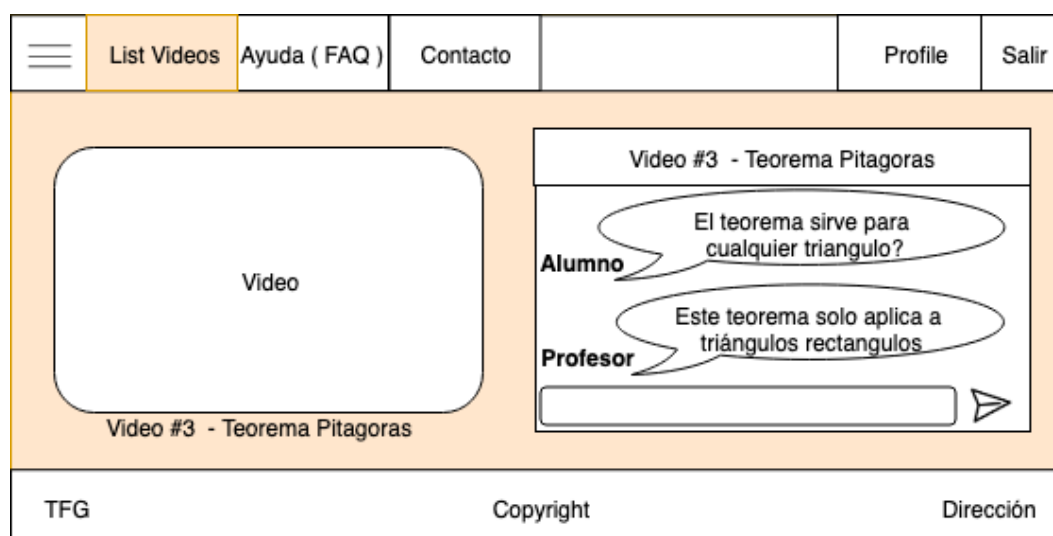 List Videos
Ayuda ( FAQ )
Contacto
Profile
Salir
Video
Video #3 - Teorema Pitagoras
Video #3 - Teorema Pitagoras
El teorema sirve para
cualquier triangulo?
Alumno
Este teorema solo aplica a
triángulos rectangulos
Profesor
TFG
Copyright
Dirección